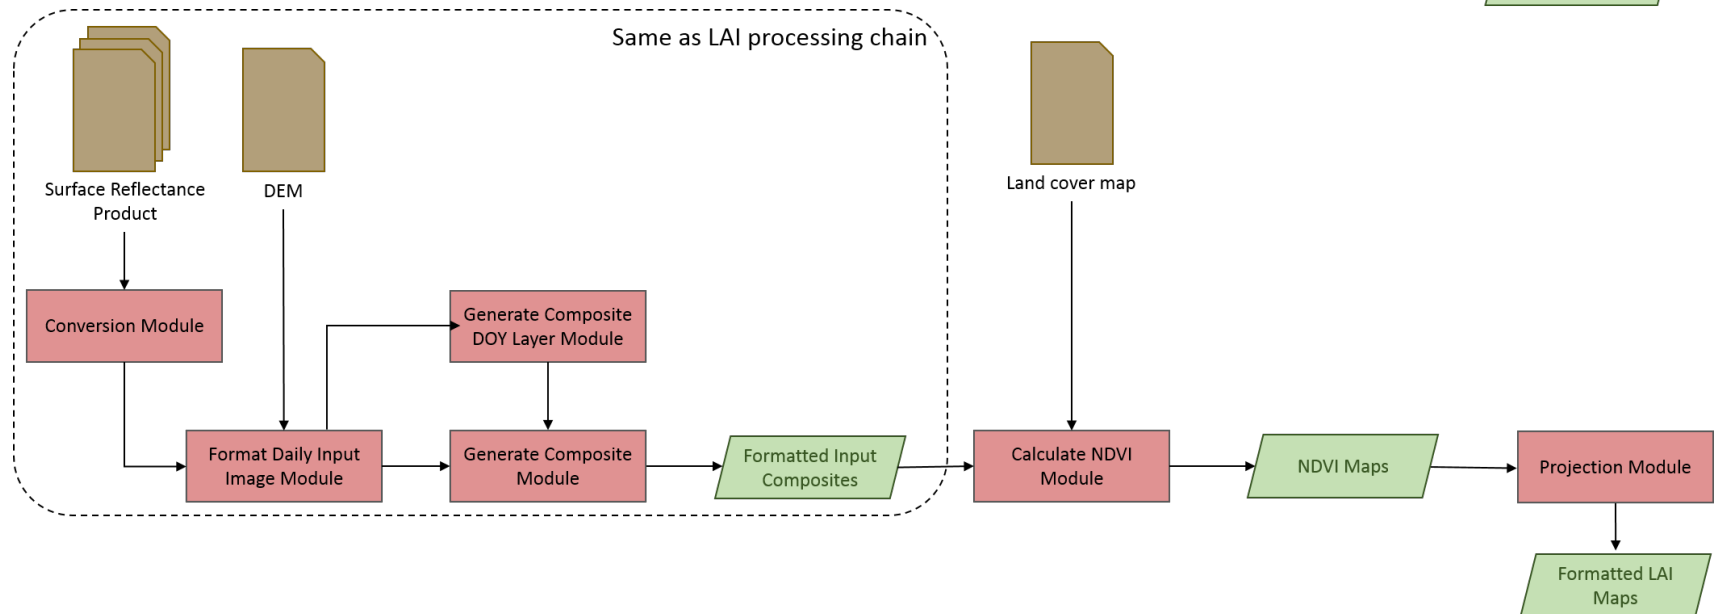 Same as LAI processing chain
Surface Reflectance
Product
DEM
Land cover map
Conversion Module
Generate Composite
DOY Layer Module
Format Daily Input
Image Module
Generate Composite
Module
Formatted Input
Composites
Calculate NDVI
Module
NDVI Maps
Projection Module
Formatted LAI
Maps